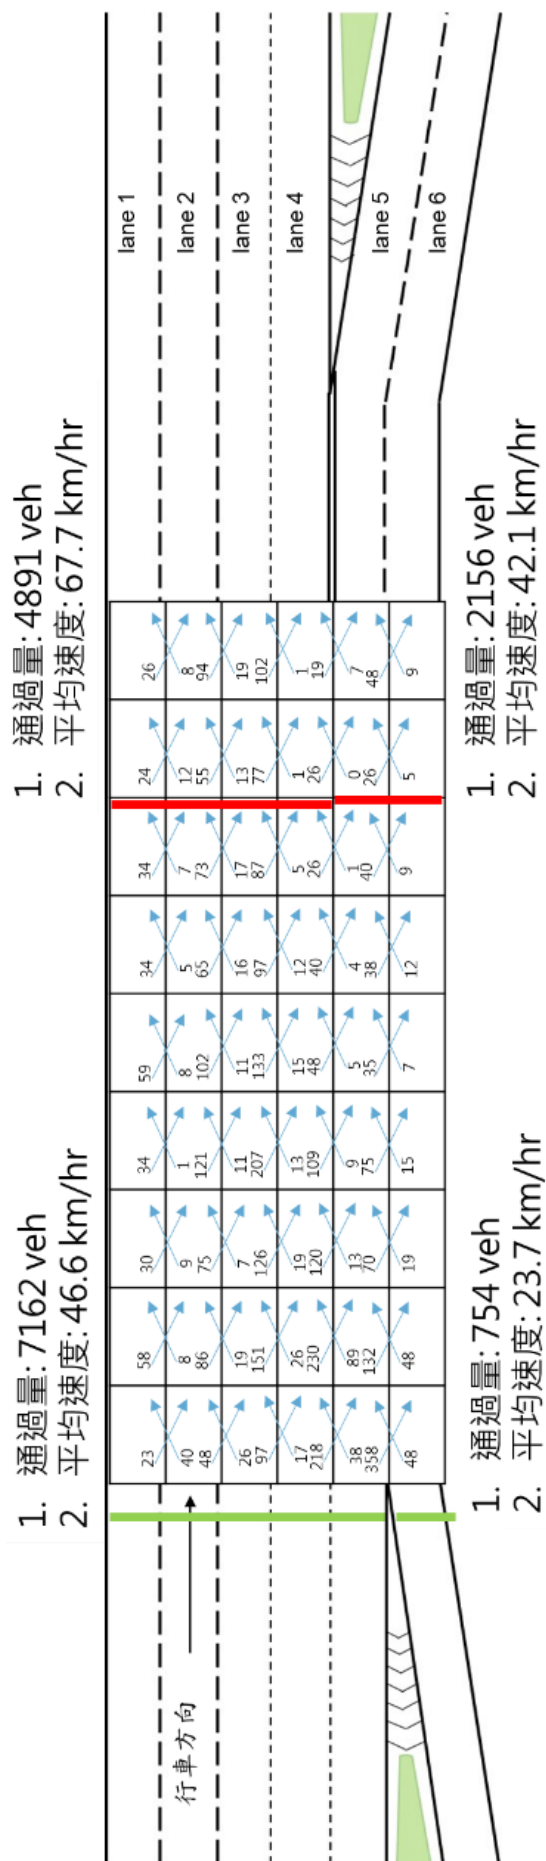 1. 通過量: 7162 veh
2. 平均速度: 46.6 km/hr
1. 通過量: 4891 veh
2. 平均速度: 67.7 km/hr
行車方向
lane 1
lane 2
lane 3
lane 4
lane 5
lane 6
23 58 30 34 59 34 34 24 26
40 8 9 1 8 5 7 12 8
48 86 75 121 102 65 73 55 94
26 19 7 11 11 16 17 13 19
97 151 126 207 133 97 87 77 102
17 26 19 13 15 12 5 1 1
218 230 120 109 48 40 26 26 19
38 89 13 9 5 4 1 0 7
358 132 70 75 35 38 40 26 48
48 48 19 15 7 12 9 5 9
1. 通過量: 754 veh
2. 平均速度: 23.7 km/hr
1. 通過量: 2156 veh
2. 平均速度: 42.1 km/hr